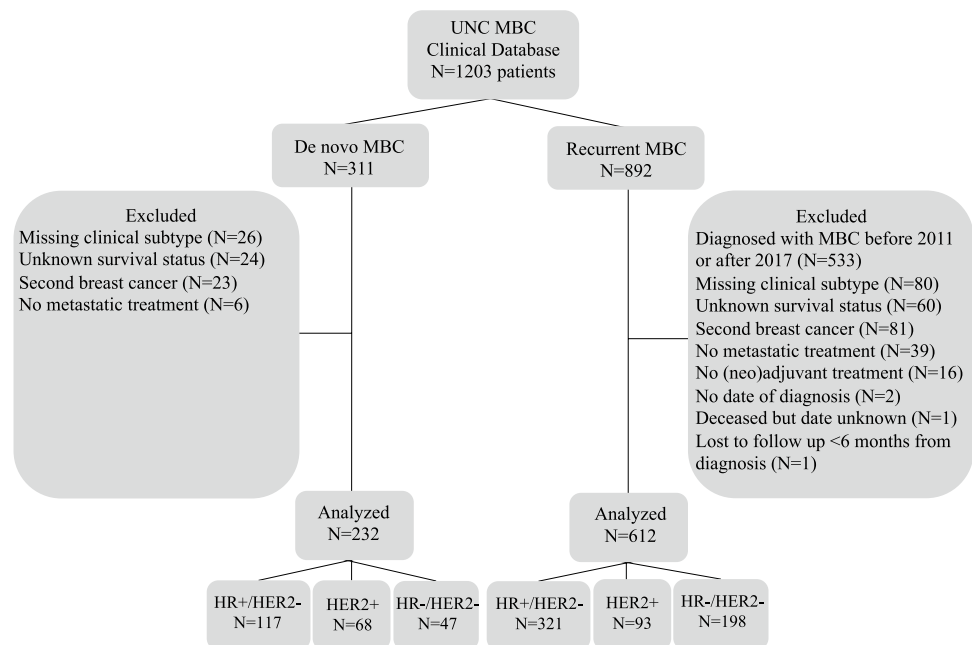 UNC MBC
Clinical Database
N=1203 patients
De novo MBC
N=311
Recurrent MBC
N=892
Excluded
Missing clinical subtype (N=26)
Unknown survival status (N=24)
Second breast cancer (N=23)
No metastatic treatment (N=6)
Excluded
Diagnosed with MBC before 2011
or after 2017 (N=533)
Missing clinical subtype (N=80)
Unknown survival status (N=60)
Second breast cancer (N=81)
No metastatic treatment (N=39)
No (neo)adjuvant treatment (N=16)
No date of diagnosis (N=2)
Deceased but date unknown (N=1)
Lost to follow up <6 months from
diagnosis (N=1)
Analyzed
N=232
Analyzed
N=612
HR+/HER2-
N=117
HER2+
N=68
HR-/HER2-
N=47
HR+/HER2-
N=321
HER2+
N=93
HR-/HER2-
N=198